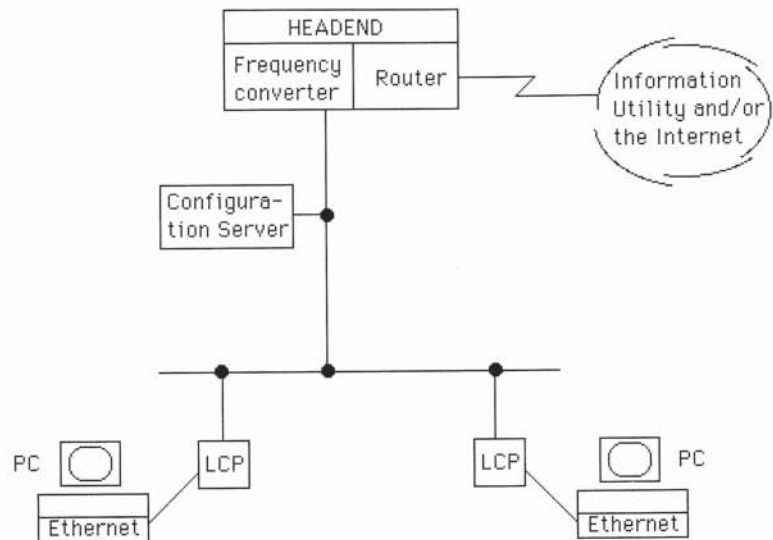 HEADEND
Frequency
converter
Router
Information
Utility and/or
the Internet
Configura-
tion Server
LCP
LCP
PC
PC
Ethernet
Ethernet